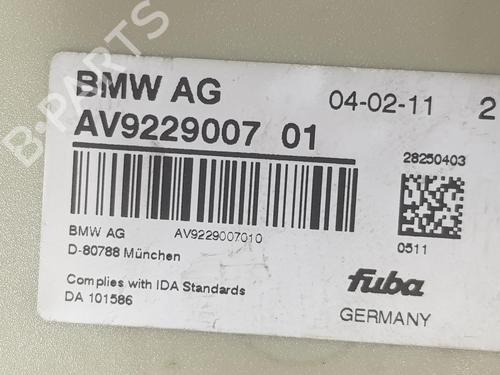 B-PARTS
BMW AG 04-02-11 2
AV9229007 01
28250403
BMW AG AV9229007010
0511
D-80788 München
Complies with IDA Standards
DA 101586
fuba
GERMANY